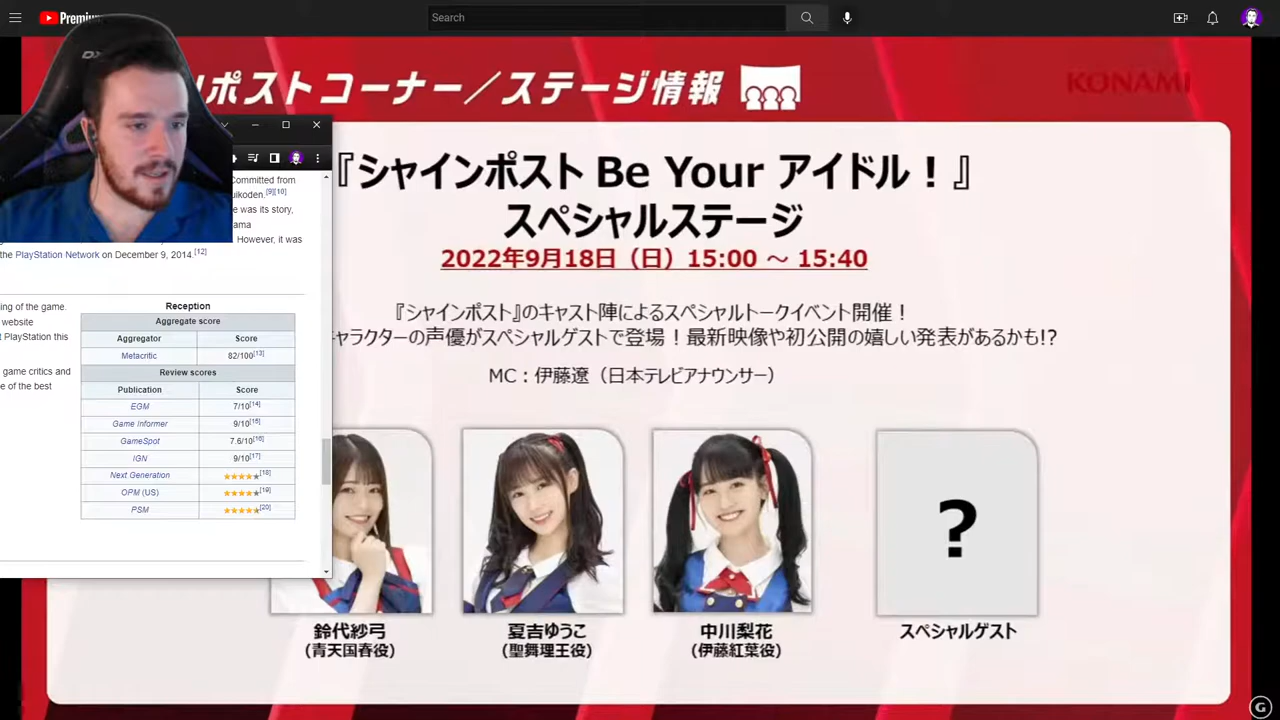 Premium
Search
ポストコーナー／ステージ情報
KONAMI
『シャインポスト Be Your アイドル！』
スペシャルステージ
2022年9月18日（日）15:00 ～ 15:40
『シャインポスト』のキャスト陣によるスペシャルトークイベント開催！
キャラクターの声優がスペシャルゲストで登場！最新映像や初公開の嬉しい発表があるかも!?
MC：伊藤遼（日本テレビアナウンサー）
鈴代紗弓
（青天国春役）
夏吉ゆうこ
（聖舞理王役）
中川梨花
（伊藤紅葉役）
?
スペシャルゲスト
Committed from
uikoden.[9][10]
e was its story,
ama
However, it was
the PlayStation Network on December 9, 2014.[12]
ing of the game.
website
PlayStation this
game critics and
e of the best
Reception
Aggregate score
Aggregator Score
Metacritic 82/100[13]
Review scores
Publication Score
EGM 7/10[14]
Game Informer 9/10[15]
GameSpot 7.6/10[16]
IGN 9/10[17]
Next Generation ★★★★★[18]
OPM (US) ★★★★★[19]
PSM ★★★★★[20]
G